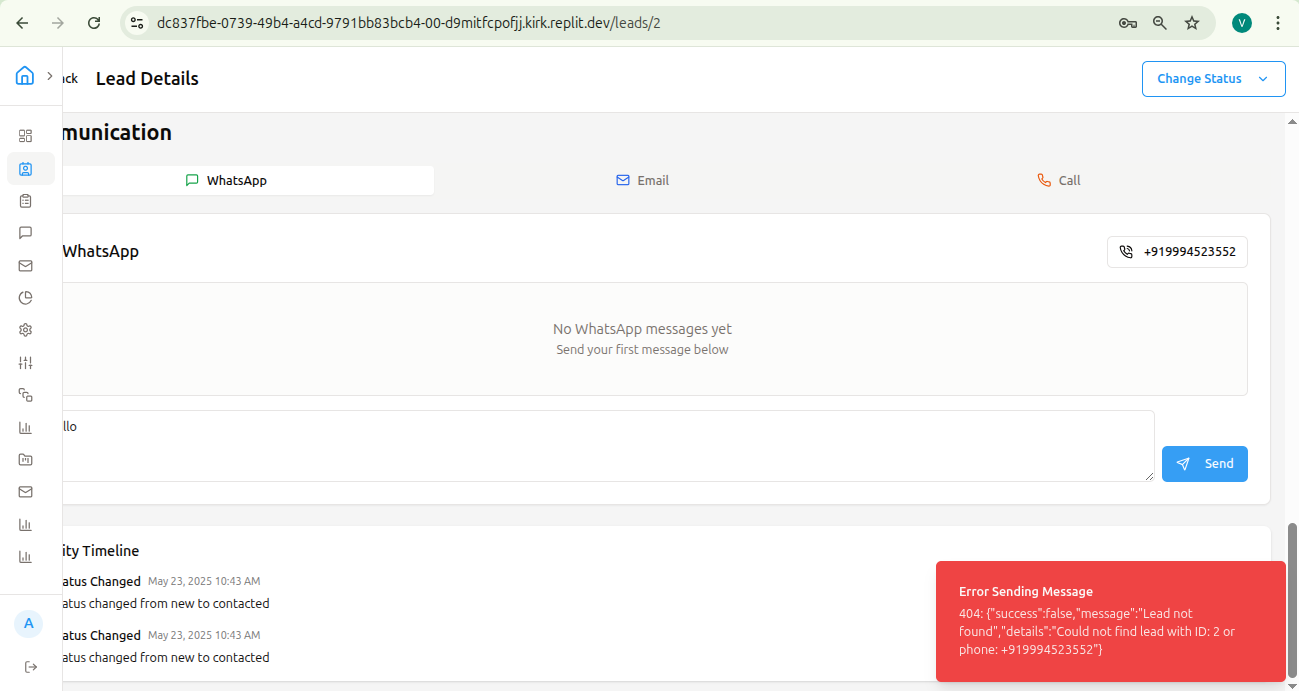 dc837fbe-0739-49b4-a4cd-9791bb83bcb4-00-d9mitfcpofjj.kirk.replit.dev/leads/2
V
ck
Lead Details
Change Status
munication
WhatsApp
Email
Call
WhatsApp
+919994523552
No WhatsApp messages yet
Send your first message below
llo
Send
ity Timeline
atus Changed May 23, 2025 10:43 AM
atus changed from new to contacted
atus Changed May 23, 2025 10:43 AM
atus changed from new to contacted
A
Error Sending Message
404: {"success":false,"message":"Lead not
found","details":"Could not find lead with ID: 2 or
phone: +919994523552"}